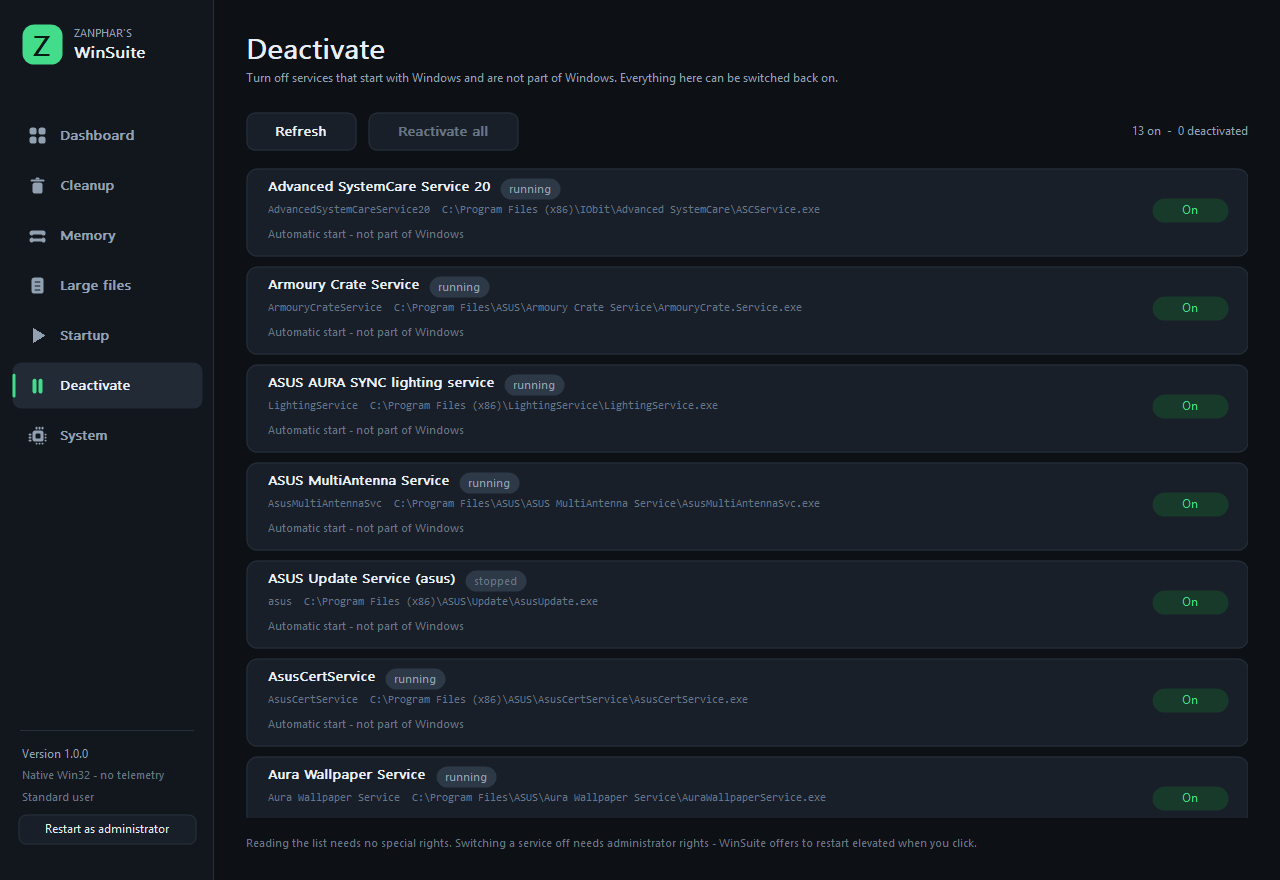 Z
ZANPHAR'S
WinSuite
Dashboard
Cleanup
Memory
Large files
Startup
Deactivate
System
Version 1.0.0
Native Win32 - no telemetry
Standard user
Restart as administrator
Deactivate
Turn off services that start with Windows and are not part of Windows. Everything here can be switched back on.
Refresh
Reactivate all
13 on - 0 deactivated
Advanced SystemCare Service 20 running
AdvancedSystemCareService20 C:\Program Files (x86)\IObit\Advanced SystemCare\ASCService.exe
On
Automatic start - not part of Windows
Armoury Crate Service running
ArmouryCrateService C:\Program Files\ASUS\Armoury Crate Service\ArmouryCrate.Service.exe
On
Automatic start - not part of Windows
ASUS AURA SYNC lighting service running
LightingService C:\Program Files (x86)\LightingService\LightingService.exe
On
Automatic start - not part of Windows
ASUS MultiAntenna Service running
AsusMultiAntennaSvc C:\Program Files\ASUS\ASUS MultiAntenna Service\AsusMultiAntennaSvc.exe
On
Automatic start - not part of Windows
ASUS Update Service (asus) stopped
asus C:\Program Files (x86)\ASUS\Update\AsusUpdate.exe
On
Automatic start - not part of Windows
AsusCertService running
AsusCertService C:\Program Files (x86)\ASUS\AsusCertService\AsusCertService.exe
On
Automatic start - not part of Windows
Aura Wallpaper Service running
Aura Wallpaper Service C:\Program Files\ASUS\Aura Wallpaper Service\AuraWallpaperService.exe
On
Reading the list needs no special rights. Switching a service off needs administrator rights - WinSuite offers to restart elevated when you click.